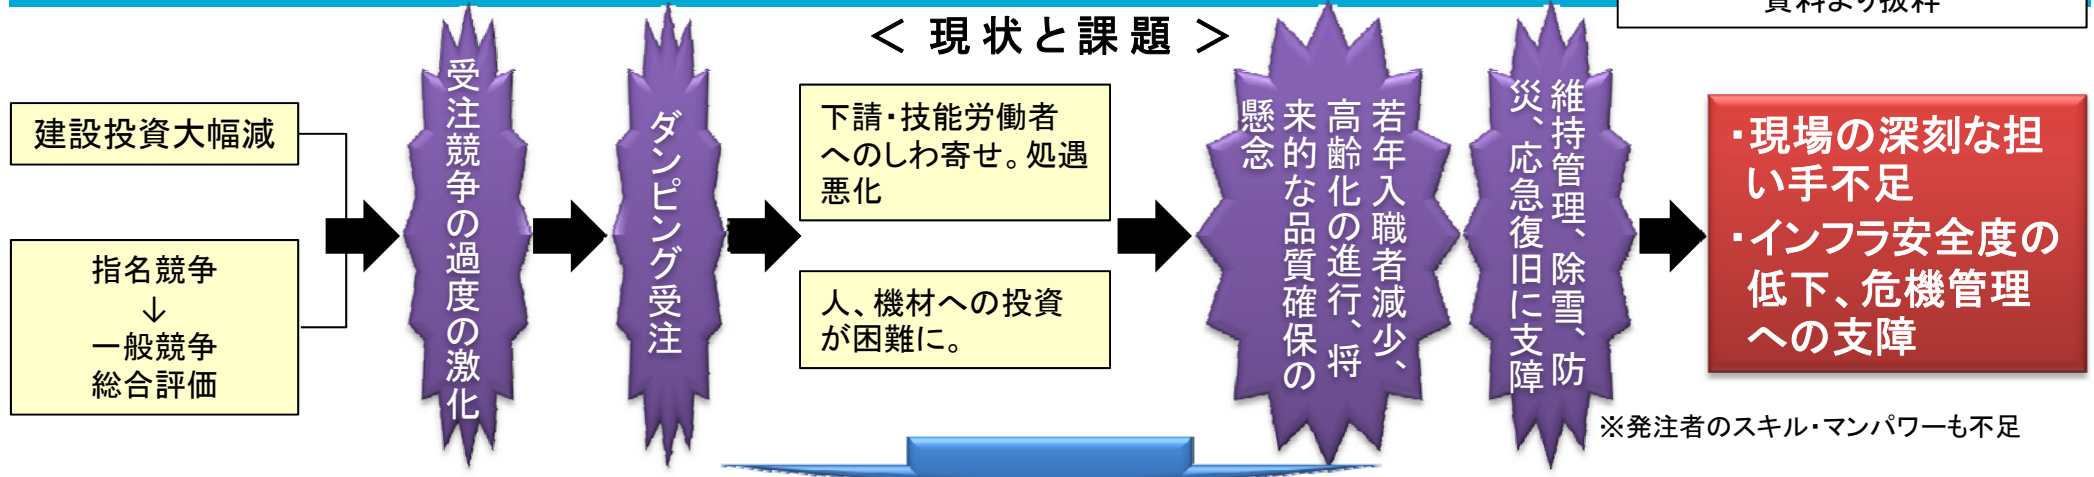 資料より抜粋
＜ 現状と課題 ＞
建設投資大幅減
指名競争
↓
一般競争
総合評価
受注競争の過度の激化
ダンピング受注
下請・技能労働者
へのしわ寄せ。処遇
悪化
人、機材への投資
が困難に。
若年入職者減少、
高齢化の進行、将
来的な品質確保の
懸念
維持管理、除雪、防
災、応急復旧に支障
・現場の深刻な担
い手不足
・インフラ安全度の
低下、危機管理
への支障
※発注者のスキル・マンパワーも不足